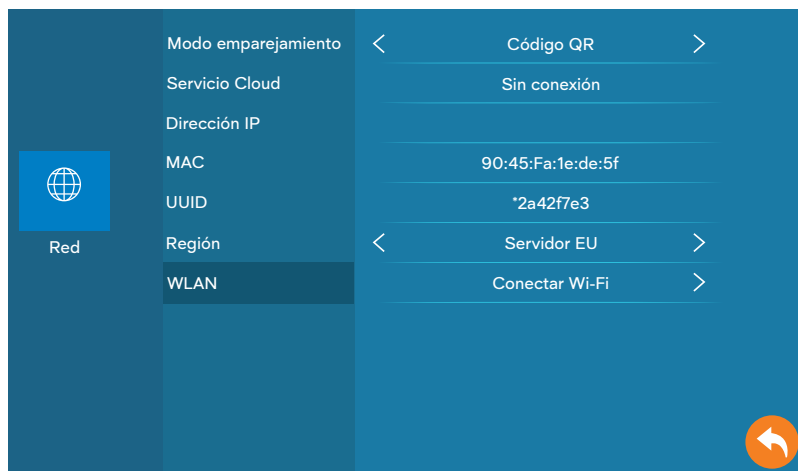 Modo emparejamiento
Código QR
Servicio Cloud
Sin conexión
Dirección IP
MAC
90:45:Fa:1e:de:5f
UUID
*2a42f7e3
Red
Región
Servidor EU
WLAN
Conectar Wi-Fi